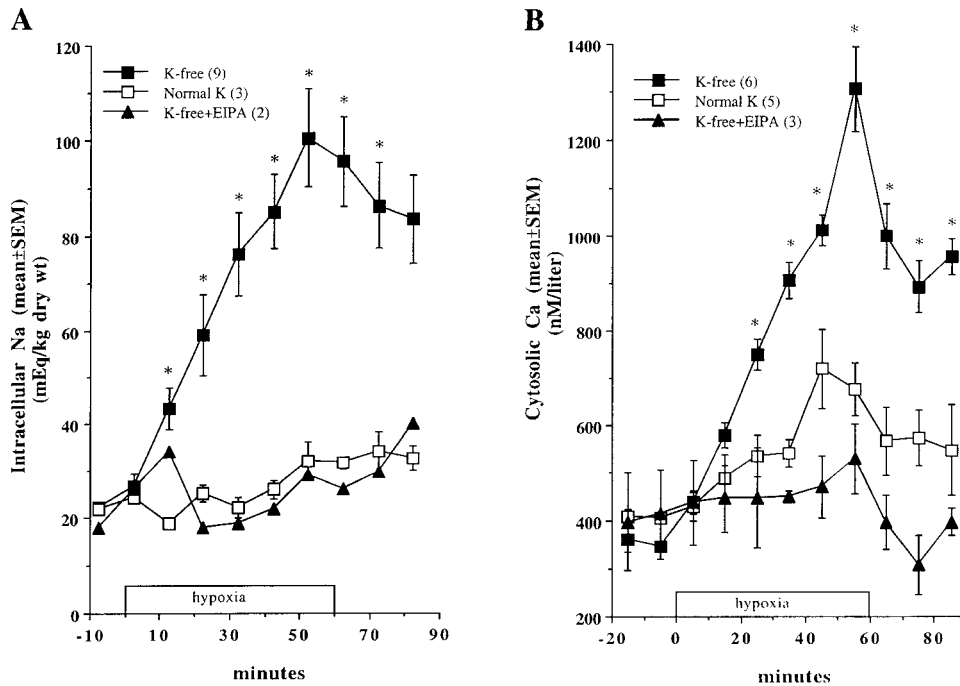 A
Intracellular Na (mean±SEM)
(mEq/kg dry wt)
120
100
80
60
40
20
0
K-free (9)
Normal K (3)
K-free+EIPA (2)
* * * * * * * *
hypoxia
-10 10 30 50 70 90
minutes
B
Cytosolic Ca (mean±SEM)
(nM/liter)
1400
1200
1000
800
600
400
200
K-free (6)
Normal K (5)
K-free+EIPA (3)
* * * * * * *
hypoxia
-20 0 20 40 60 80
minutes